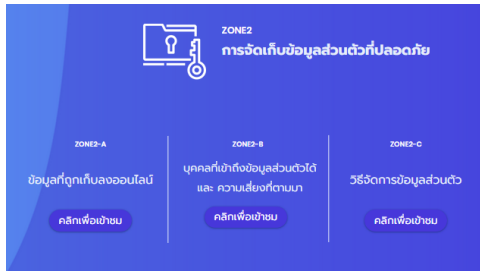 ZONE2
การจัดเก็บข้อมูลส่วนตัวที่ปลอดภัย
ZONE2-A
ข้อมูลที่ถูกเก็บลงออนไลน์
คลิกเพื่อเข้าชม
ZONE2-B
บุคคลที่เข้าถึงข้อมูลส่วนตัวได้
และ ความเสี่ยงที่ตามมา
คลิกเพื่อเข้าชม
ZONE2-C
วิธีจัดการข้อมูลส่วนตัว
คลิกเพื่อเข้าชม